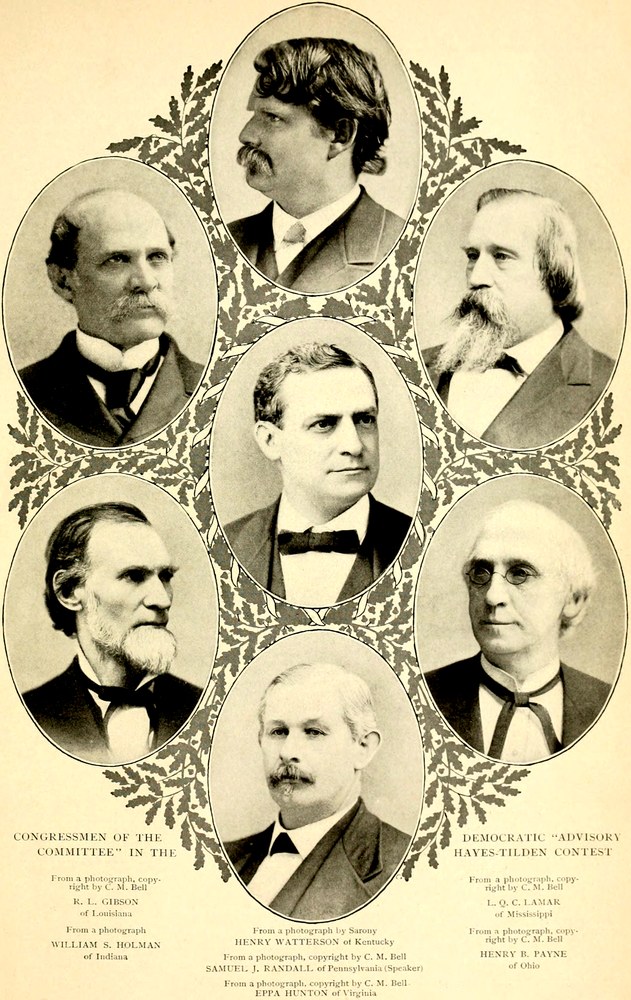 CONGRESSMEN OF THE
COMMITTEE" IN THE
DEMOCRATIC "ADVISORY
HAYES-TILDEN CONTEST
From a photograph, copy-
right by C. M. Bell
R. L. GIBSON
of Louisiana
From a photograph
WILLIAM S. HOLMAN
of Indiana
From a photograph by Sarony
HENRY WATTERSON of Kentucky
From a photograph, copyright by C. M. Bell
SAMUEL J. RANDALL of Pennsylvania (Speaker)
From a photograph, copyright by C. M. Bell
EPPA HUNTON of Virginia
From a photograph, copy-
right by C. M. Bell
L. Q. C. LAMAR
of Mississippi
From a photograph, copy-
right by C. M. Bell
HENRY B. PAYNE
of Ohio